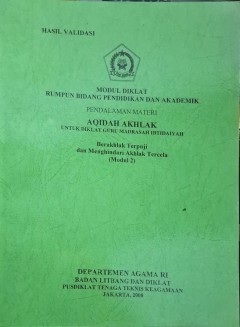 HASIL VALIDASI
MODUL DIKLAT
RUMPUN BIDANG PENDIDIKAN DAN AKADEMIK
PENDALAMAN MATERI
AQIDAH AKHLAK
UNTUK DIKLAT GURU MADRASAH IBTIDAIYAH
Berakhlak Terpuji
dan Menghindari Akhlak Tercela
(Modul 2)
DEPARTEMEN AGAMA RI
BADAN LITBANG DAN DIKLAT
PUSDIKLAT TENAGA TEKNIS KEAGAMAAN
JAKARTA, 2008